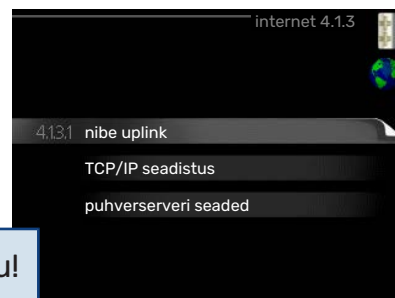 internet 4.1.3
4.1.3.1 nibe uplink
TCP/IP seadistus
puhverserveri seaded
u!